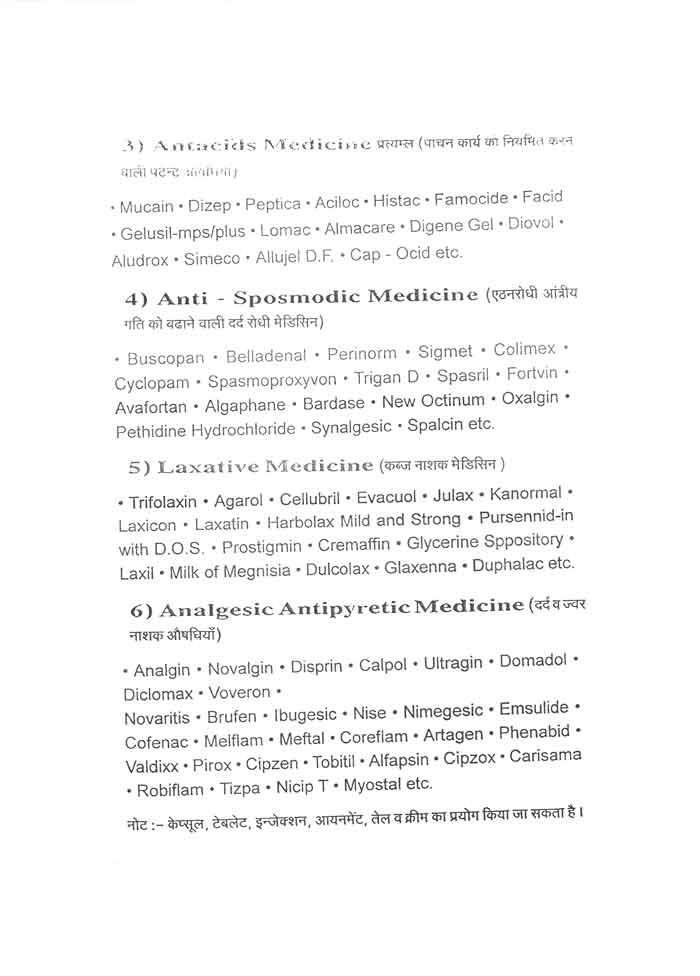 3) Antacids Medicine प्रत्यम्ल (पाचन कार्य को नियमित करन
वाली पटेन्ट
• Mucain • Dizep • Peptica • Aciloc • Histac • Famocide • Facid
• Gelusil-mps/plus • Lomac • Almacare • Digene Gel • Diovol •
Aludrox • Simeco • Allujel D.F. • Cap - Ocid etc.
4) Anti - Sposmodic Medicine (एठनरोधी आंत्रीय
गति को बढाने वाली दर्द रोधी मेडिसिन)
• Buscopan • Belladenal • Perinorm • Sigmet • Colimex •
Cyclopam • Spasmoproxyvon • Trigan D • Spasril • Fortvin •
Avafortan • Algaphane • Bardase • New Octinum • Oxalgin •
Pethidine Hydrochloride • Synalgesic • Spalcin etc.
5) Laxative Medicine (कब्ज नाशक मेडिसिन )
• Trifolaxin • Agarol • Cellubril • Evacuol • Julax • Kanormal •
Laxicon • Laxatin • Harbolax Mild and Strong • Pursennid-in
with D.O.S. • Prostigmin • Cremaffin • Glycerine Sppository •
Laxil • Milk of Megnisia • Dulcolax • Glaxenna • Duphalac etc.
6) Analgesic Antipyretic Medicine (दर्द व ज्वर
नाशक औषधियाँ)
• Analgin • Novalgin • Disprin • Calpol • Ultragin • Domadol •
Diclomax • Voveron •
Novaritis • Brufen • Ibugesic • Nise • Nimegesic • Emsulide •
Cofenac • Melflam • Meftal • Coreflam • Artagen • Phenabid •
Valdixx • Pirox • Cipzen • Tobitil • Alfapsin • Cipzox • Carisama
• Robiflam • Tizpa • Nicip T • Myostal etc.
नोट :– केप्सूल, टेबलेट, इन्जेक्शन, आयनमेंट, तेल व क्रीम का प्रयोग किया जा सकता है ।